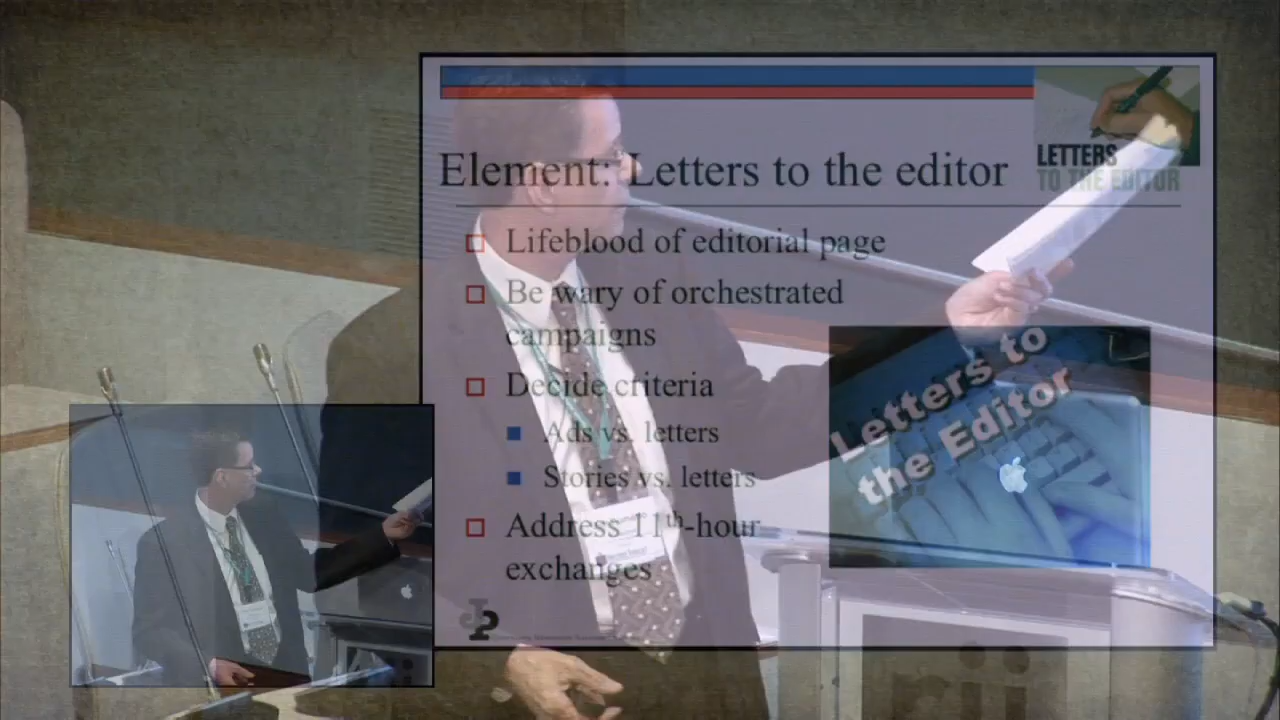 LETTERS
TO THE EDITOR
Element: Letters to the editor
Lifeblood of editorial page
Be wary of orchestrated
campaigns
Decide criteria
Ads vs. letters
Stories vs. letters
Address 11th-hour
exchanges
Letters to
the Editor
rji